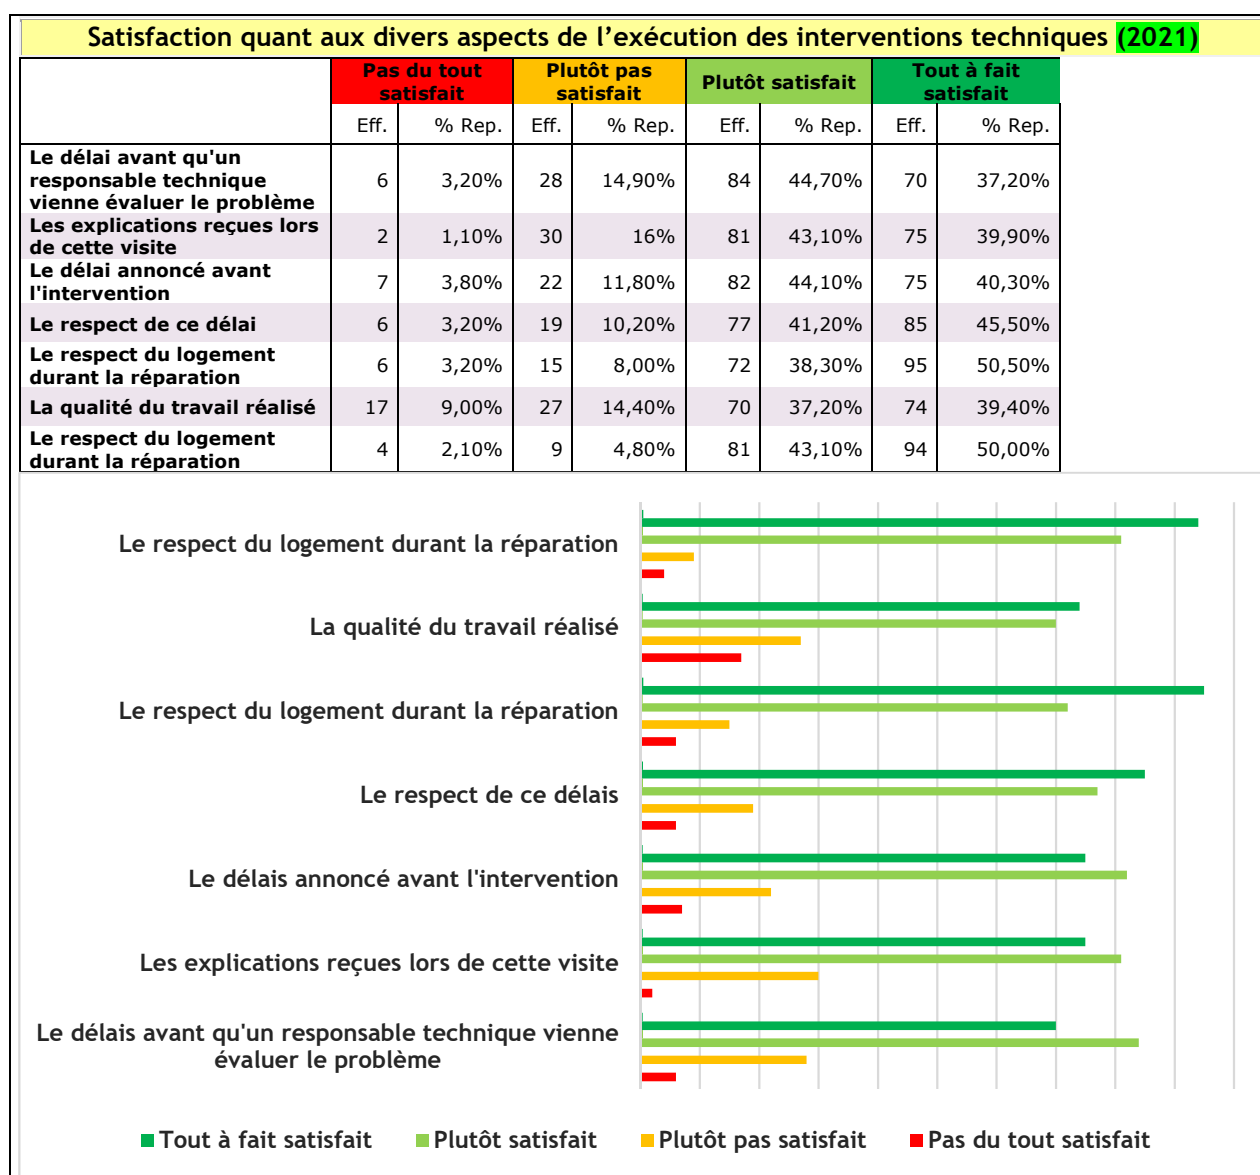 Satisfaction quant aux divers aspects de l’exécution des interventions techniques (2021)
Pas du tout satisfait Plutôt pas satisfait Plutôt satisfait Tout à fait satisfait
Eff. % Rep. Eff. % Rep. Eff. % Rep. Eff. % Rep.
Le délai avant qu'un
responsable technique
vienne évaluer le problème 6 3,20% 28 14,90% 84 44,70% 70 37,20%
Les explications reçues lors
de cette visite 2 1,10% 30 16% 81 43,10% 75 39,90%
Le délai annoncé avant
l'intervention 7 3,80% 22 11,80% 82 44,10% 75 40,30%
Le respect de ce délai 6 3,20% 19 10,20% 77 41,20% 85 45,50%
Le respect du logement
durant la réparation 6 3,20% 15 8,00% 72 38,30% 95 50,50%
La qualité du travail réalisé 17 9,00% 27 14,40% 70 37,20% 74 39,40%
Le respect du logement
durant la réparation 4 2,10% 9 4,80% 81 43,10% 94 50,00%
Le respect du logement durant la réparation
La qualité du travail réalisé
Le respect du logement durant la réparation
Le respect de ce délais
Le délais annoncé avant l'intervention
Les explications reçues lors de cette visite
Le délais avant qu'un responsable technique vienne
évaluer le problème
Tout à fait satisfait Plutôt satisfait Plutôt pas satisfait Pas du tout satisfait